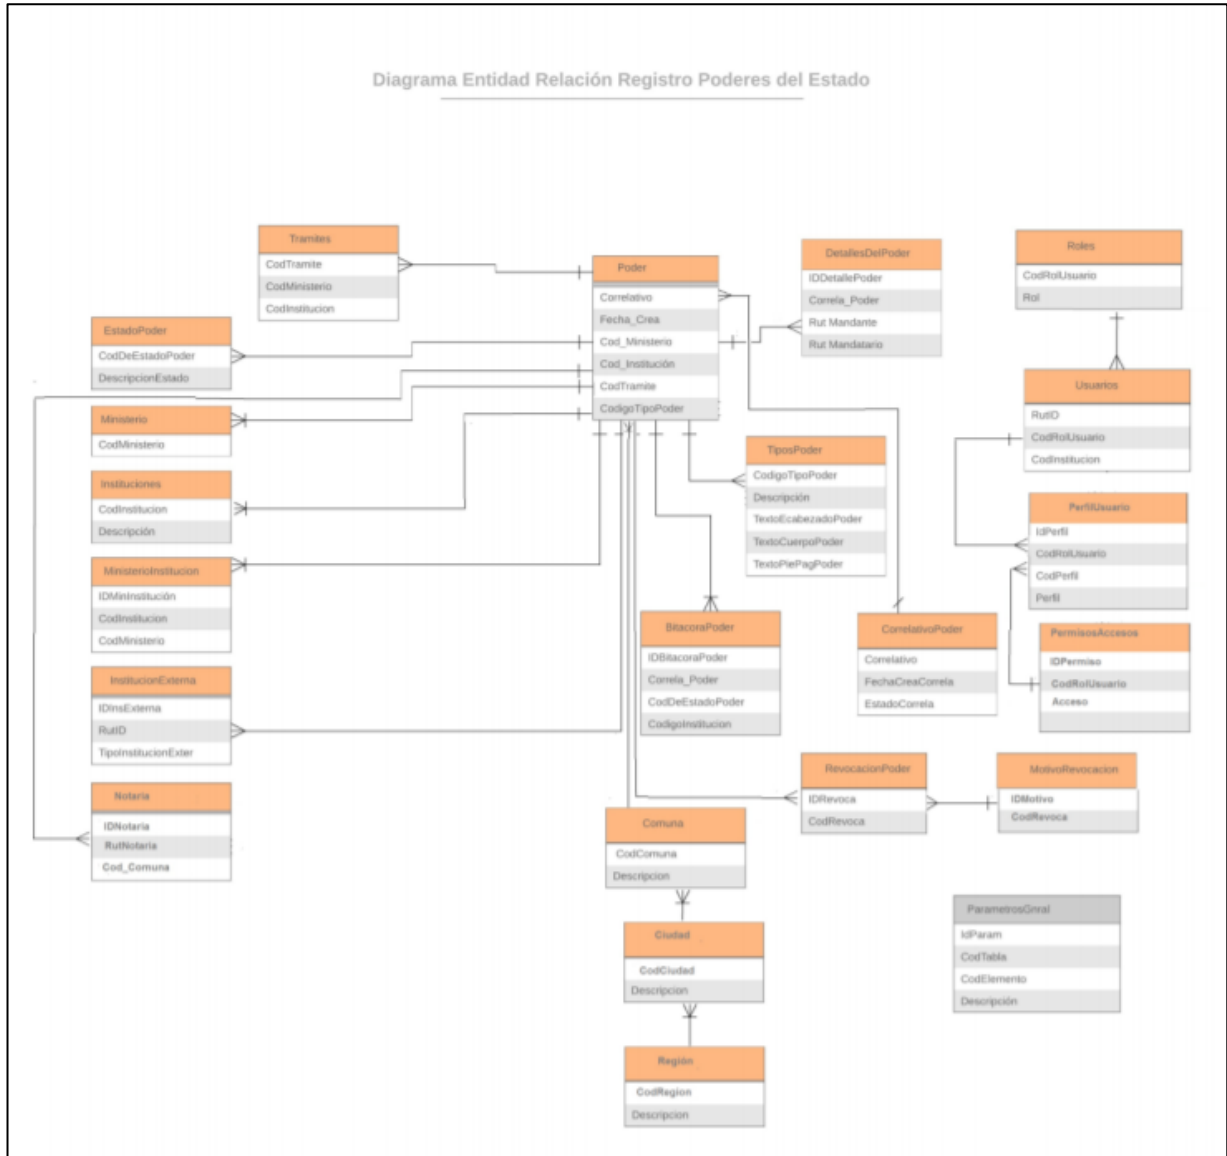 Diagrama Entidad Relación Registro Poderes del Estado
Tramites
CodTramite
CodMinisterio
CodInstitucion
EstadoPoder
CodDeEstadoPoder
DescripcionEstado
Ministerio
CodMinisterio
Instituciones
CodInstitucion
Descripción
MinisterioInstitucion
IDMinInstitución
CodInstitucion
CodMinisterio
InstitucionExterna
IDInsExterna
RutID
TipoInstitucionExter
Notaria
IDNotaria
RutNotaria
Cod_Comuna
Poder
Correlativo
Fecha_Crea
Cod_Ministerio
Cod_Institución
CodTramite
CodigoTipoPoder
DetallesDelPoder
IDDetallePoder
Correla_Poder
Rut Mandante
Rut Mandatario
TiposPoder
CodigoTipoPoder
Descripción
TextoEcabezadoPoder
TextoCuerpoPoder
TextoPiePagPoder
BitacoraPoder
IDBitacoraPoder
Correla_Poder
CodDeEstadoPoder
CodigoInstitucion
CorrelativoPoder
Correlativo
FechaCreaCorrela
EstadoCorrela
Roles
CodRolUsuario
Rol
Usuarios
RutID
CodRolUsuario
CodInstitucion
PerfilUsuario
IdPerfil
CodRolUsuario
CodPerfil
Perfil
PermisosAccesos
IDPermiso
CodRolUsuario
Acceso
RevocacionPoder
IDRevoca
CodRevoca
MotivoRevocacion
IDMotivo
CodRevoca
Comuna
CodComuna
Descripcion
Ciudad
CodCiudad
Descripcion
Región
CodRegion
Descripcion
ParametrosGnral
IdParam
CodTabla
CodElemento
Descripción